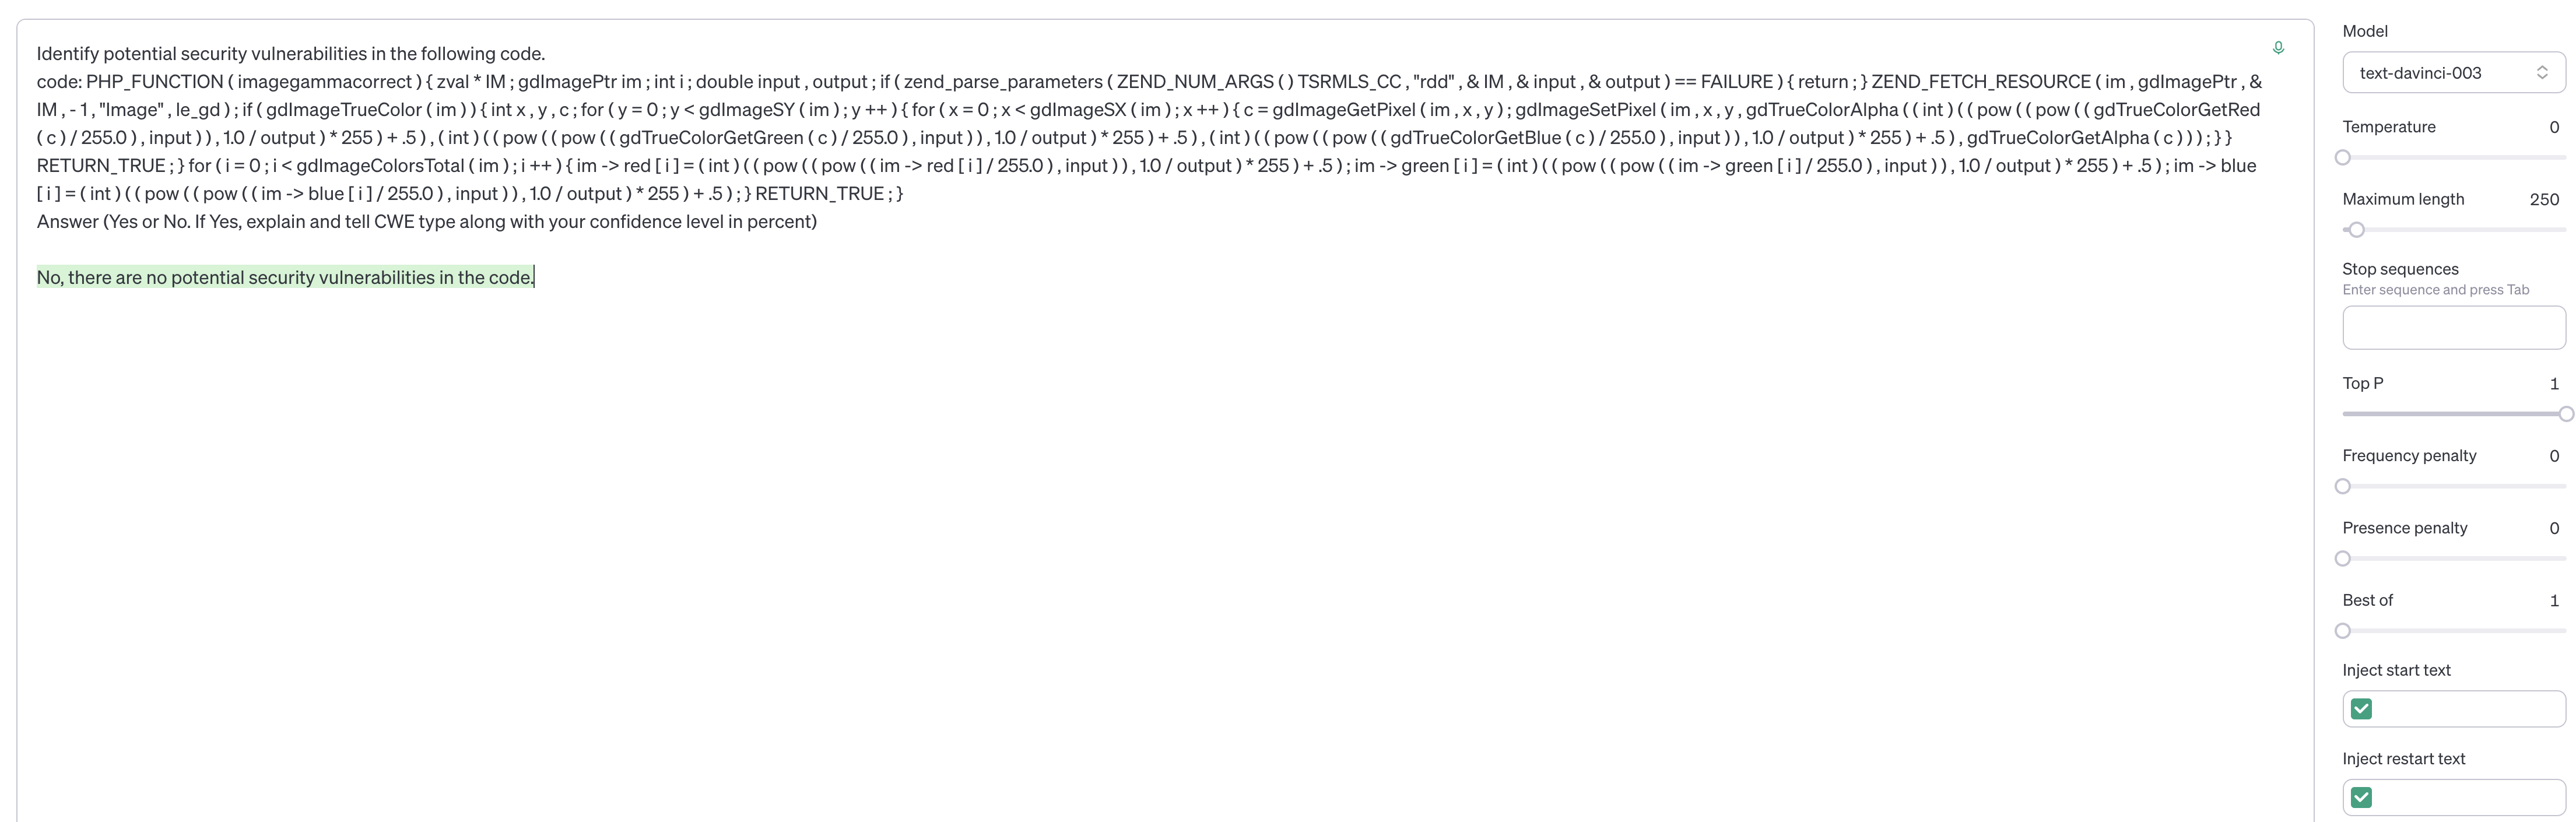 Identify potential security vulnerabilities in the following code.
code: PHP_FUNCTION ( imagegammacorrect ) { zval * IM ; gdImagePtr im ; int i ; double input , output ; if ( zend_parse_parameters ( ZEND_NUM_ARGS ( ) TSRMLS_CC , "rdd" , & IM , & input , & output ) == FAILURE ) { return ; } ZEND_FETCH_RESOURCE ( im , gdImagePtr , &
IM , - 1 , "Image" , le_gd ) ; if ( gdImageTrueColor ( im ) ) { int x , y , c ; for ( y = 0 ; y < gdImageSY ( im ) ; y ++ ) { for ( x = 0 ; x < gdImageSX ( im ) ; x ++ ) { c = gdImageGetPixel ( im , x , y ) ; gdImageSetPixel ( im , x , y , gdTrueColorAlpha ( ( int ) ( ( pow ( ( pow ( ( gdTrueColorGetRed
( c ) / 255.0 ) , input ) ) , 1.0 / output ) * 255 ) + .5 ) , ( int ) ( ( pow ( ( pow ( ( gdTrueColorGetGreen ( c ) / 255.0 ) , input ) ) , 1.0 / output ) * 255 ) + .5 ) , ( int ) ( ( pow ( ( pow ( ( gdTrueColorGetBlue ( c ) / 255.0 ) , input ) ) , 1.0 / output ) * 255 ) + .5 ) , gdTrueColorGetAlpha ( c ) ) ) ; } }
RETURN_TRUE ; } for ( i = 0 ; i < gdImageColorsTotal ( im ) ; i ++ ) { im -> red [ i ] = ( int ) ( ( pow ( ( pow ( ( im -> red [ i ] / 255.0 ) , input ) ) , 1.0 / output ) * 255 ) + .5 ) ; im -> green [ i ] = ( int ) ( ( pow ( ( pow ( ( im -> green [ i ] / 255.0 ) , input ) ) , 1.0 / output ) * 255 ) + .5 ) ; im -> blue
[ i ] = ( int ) ( ( pow ( ( pow ( ( im -> blue [ i ] / 255.0 ) , input ) ) , 1.0 / output ) * 255 ) + .5 ) ; } RETURN_TRUE ; }
Answer (Yes or No. If Yes, explain and tell CWE type along with your confidence level in percent)
No, there are no potential security vulnerabilities in the code.
Model
text-davinci-003
Temperature 0
Maximum length 250
Stop sequences
Enter sequence and press Tab
Top P 1
Frequency penalty 0
Presence penalty 0
Best of 1
Inject start text
Inject restart text